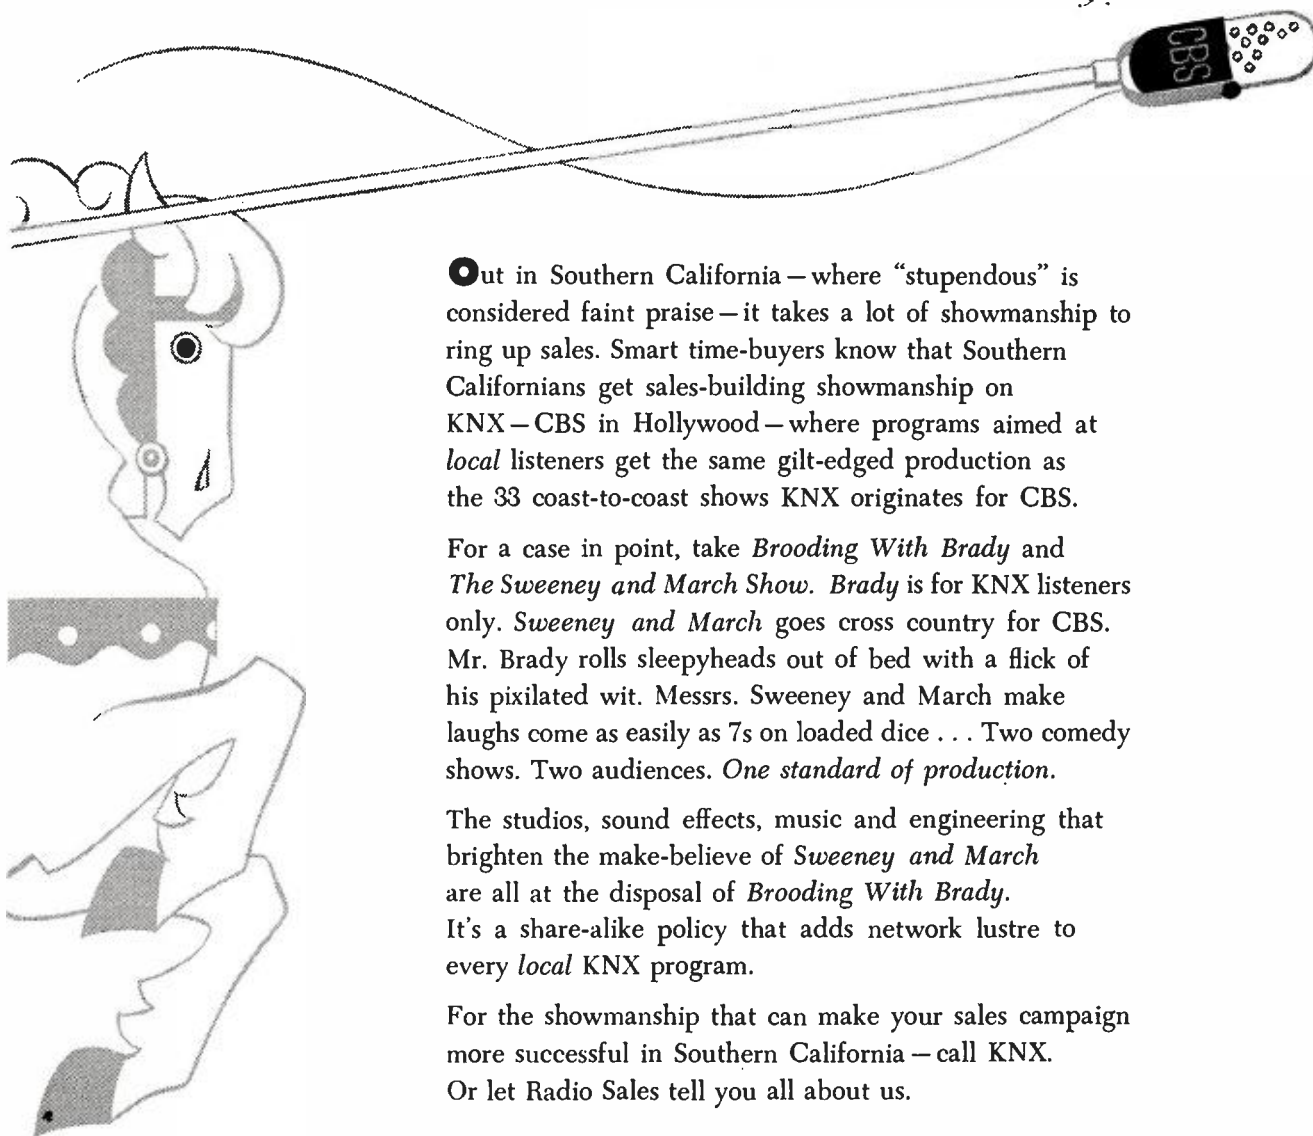 CBS
Out in Southern California — where “stupendous” is
considered faint praise — it takes a lot of showmanship to
ring up sales. Smart time-buyers know that Southern
Californians get sales-building showmanship on
KNX — CBS in Hollywood — where programs aimed at
local listeners get the same gilt-edged production as
the 33 coast-to-coast shows KNX originates for CBS.
For a case in point, take Brooding With Brady and
The Sweeney and March Show. Brady is for KNX listeners
only. Sweeney and March goes cross country for CBS.
Mr. Brady rolls sleepyheads out of bed with a flick of
his pixilated wit. Messrs. Sweeney and March make
laughs come as easily as 7s on loaded dice . . . Two comedy
shows. Two audiences. One standard of production.
The studios, sound effects, music and engineering that
brighten the make-believe of Sweeney and March
are all at the disposal of Brooding With Brady.
It’s a share-alike policy that adds network lustre to
every local KNX program.
For the showmanship that can make your sales campaign
more successful in Southern California — call KNX.
Or let Radio Sales tell you all about us.